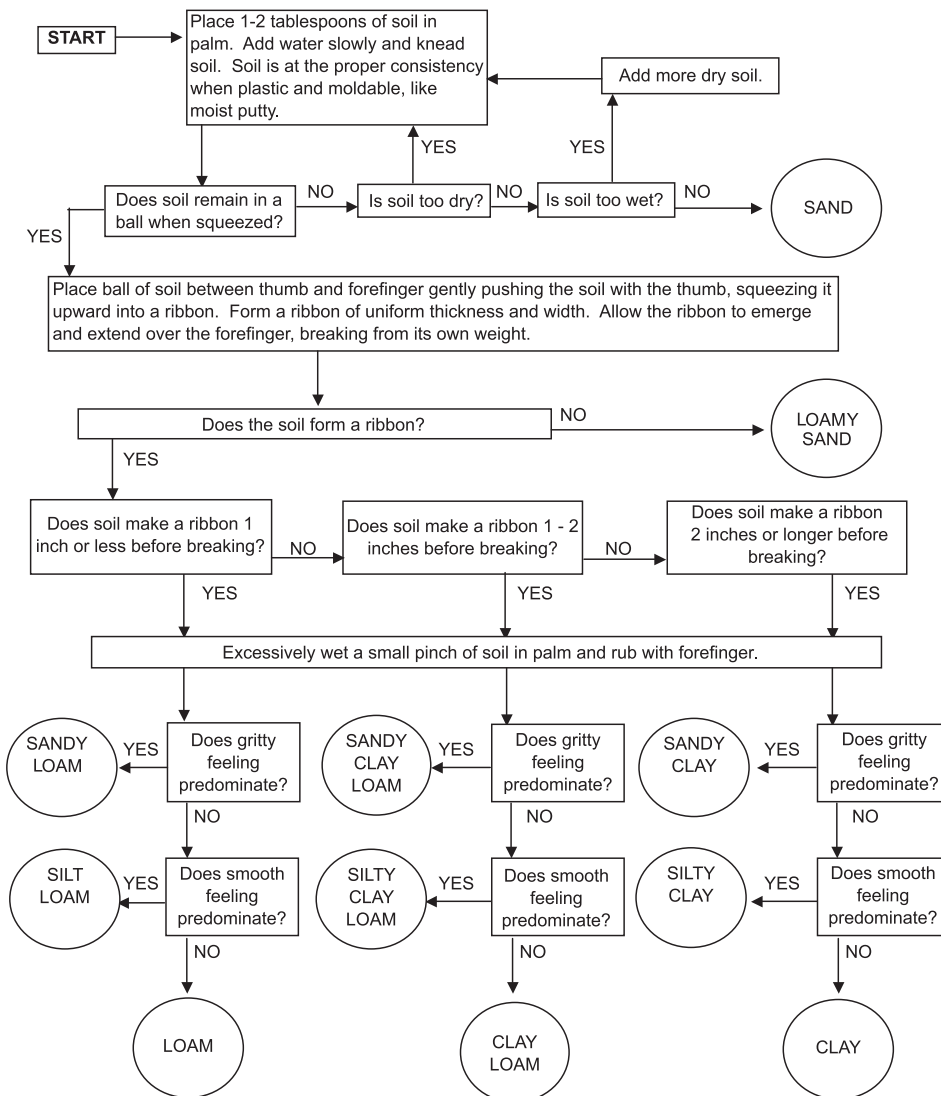 START
Place 1-2 tablespoons of soil in
palm. Add water slowly and knead
soil. Soil is at the proper consistency
when plastic and moldable, like
moist putty.
Add more dry soil.
YES
YES
Does soil remain in a
ball when squeezed?
NO
Is soil too dry?
NO
Is soil too wet?
NO
SAND
YES
Place ball of soil between thumb and forefinger gently pushing the soil with the thumb, squeezing it
upward into a ribbon. Form a ribbon of uniform thickness and width. Allow the ribbon to emerge
and extend over the forefinger, breaking from its own weight.
Does the soil form a ribbon?
NO
LOAMY
SAND
YES
Does soil make a ribbon 1
inch or less before breaking?
NO
Does soil make a ribbon 1 - 2
inches before breaking?
NO
Does soil make a ribbon
2 inches or longer before
breaking?
YES
YES
YES
Excessively wet a small pinch of soil in palm and rub with forefinger.
SANDY
LOAM
YES
Does gritty
feeling
predominate?
SANDY
CLAY
LOAM
YES
Does gritty
feeling
predominate?
SANDY
CLAY
YES
Does gritty
feeling
predominate?
NO
NO
NO
SILT
LOAM
YES
Does smooth
feeling
predominate?
SILTY
CLAY
LOAM
YES
Does smooth
feeling
predominate?
SILTY
CLAY
YES
Does smooth
feeling
predominate?
NO
NO
NO
LOAM
CLAY
LOAM
CLAY